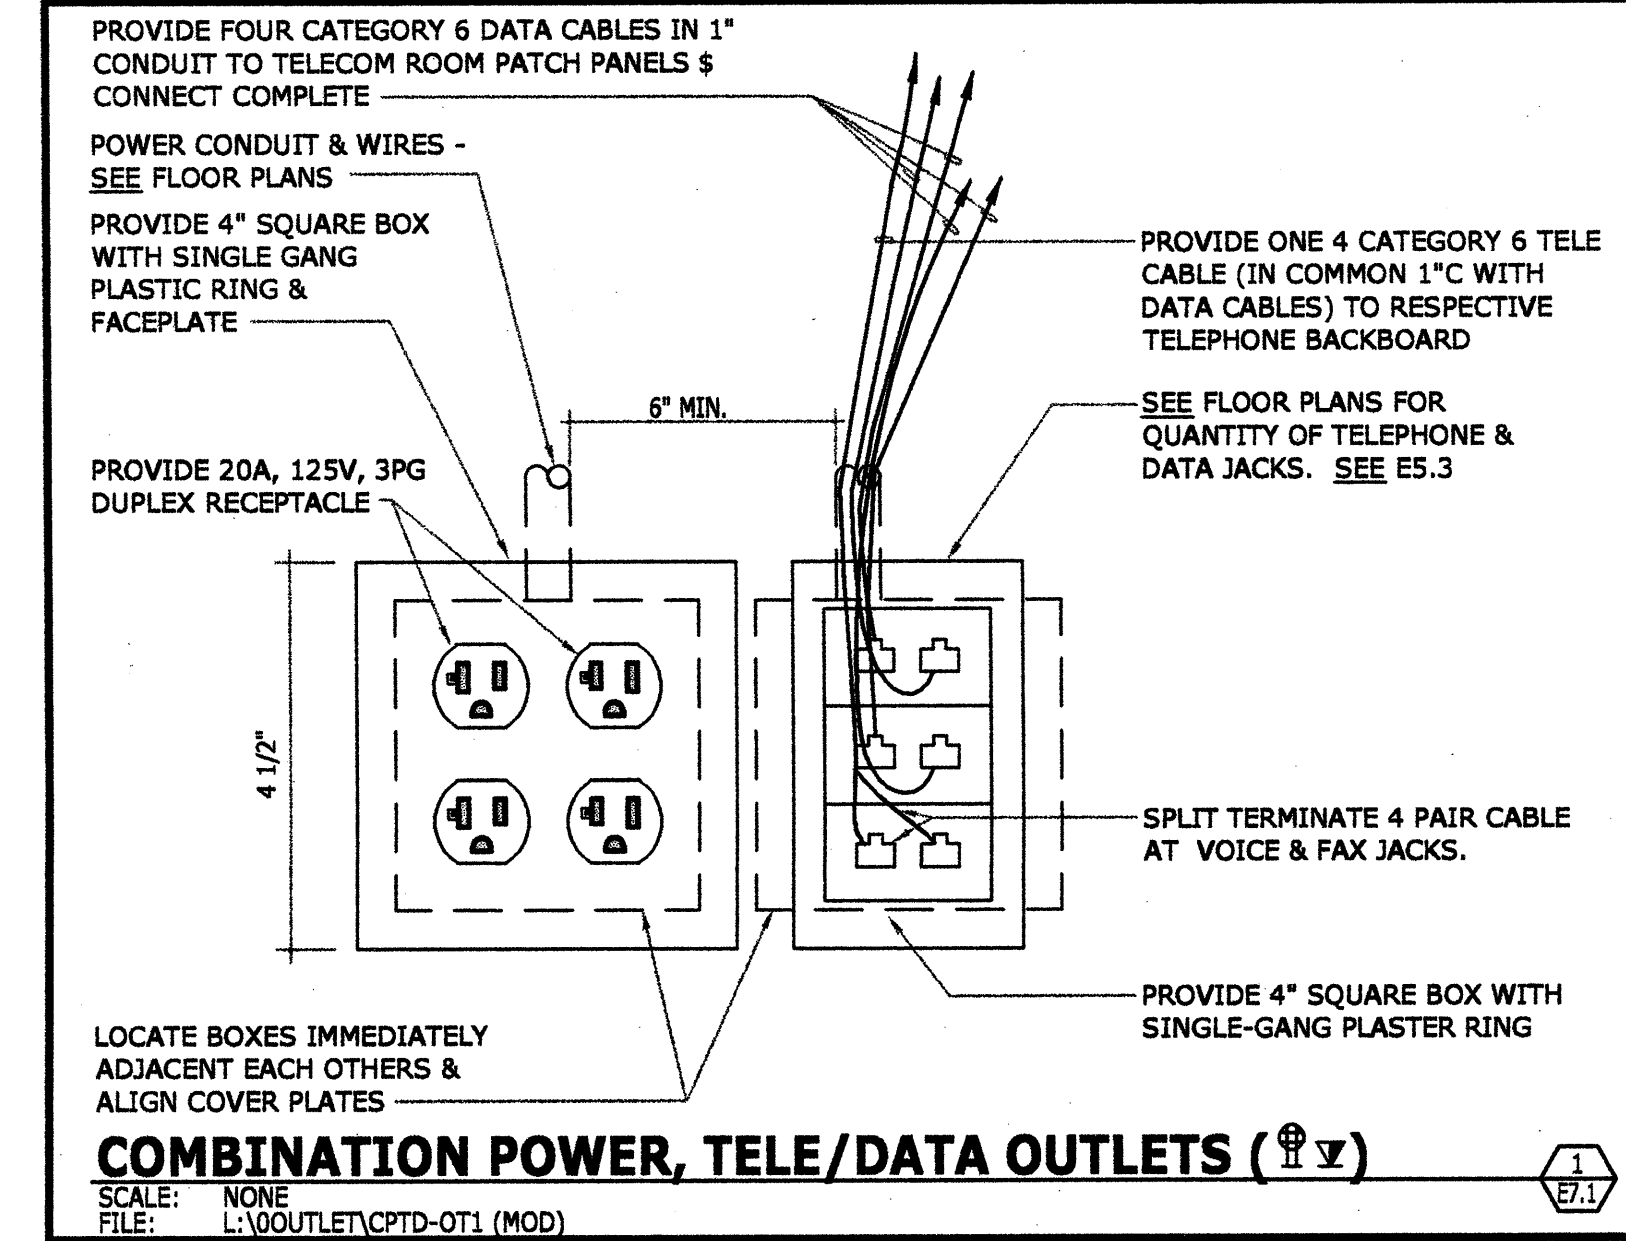 PROVIDE FOUR CATEGORY 6 DATA CABLES IN 1"
CONDUIT TO TELECOM ROOM PATCH PANELS $
CONNECT COMPLETE
POWER CONDUIT & WIRES -
SEE FLOOR PLANS
PROVIDE 4" SQUARE BOX
WITH SINGLE GANG
PLASTIC RING &
FACEPLATE
PROVIDE ONE 4 CATEGORY 6 TELE
CABLE (IN COMMON 1"C WITH
DATA CABLES) TO RESPECTIVE
TELEPHONE BACKBOARD
6" MIN.
SEE FLOOR PLANS FOR
QUANTITY OF TELEPHONE &
DATA JACKS. SEE E5.3
PROVIDE 20A, 125V, 3PG
DUPLEX RECEPTACLE
4 1/2"
SPLIT TERMINATE 4 PAIR CABLE
AT VOICE & FAX JACKS.
PROVIDE 4" SQUARE BOX WITH
SINGLE-GANG PLASTER RING
LOCATE BOXES IMMEDIATELY
ADJACENT EACH OTHERS &
ALIGN COVER PLATES
COMBINATION POWER, TELE/DATA OUTLETS ( )
SCALE: NONE
FILE: L:\0OUTLET\CPTD-OT1 (MOD)
1
E7.1